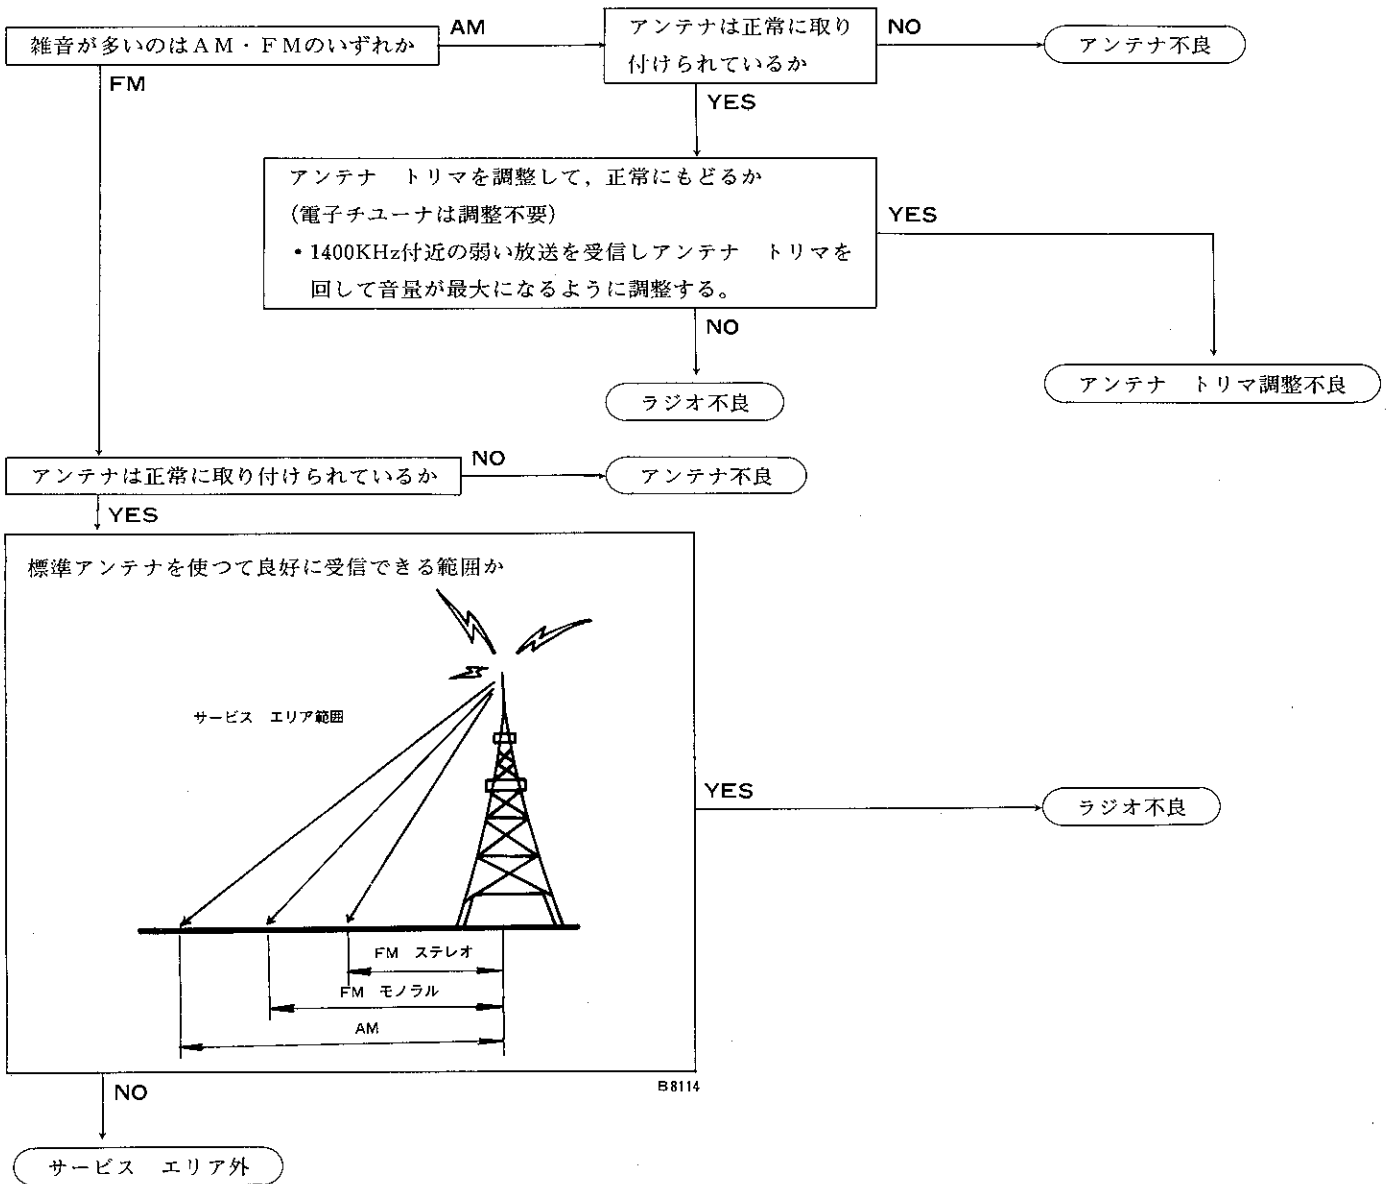 雑音が多いのはAM・FMのいずれか
AM
アンテナは正常に取り
付けられているか
NO
アンテナ不良
FM
YES
アンテナ　トリマを調整して，正常にもどるか
(電子チユーナは調整不要)
・1400KHz付近の弱い放送を受信しアンテナ　トリマを
回して音量が最大になるように調整する。
YES
NO
ラジオ不良
アンテナ　トリマ調整不良
アンテナは正常に取り付けられているか
NO
アンテナ不良
YES
標準アンテナを使つて良好に受信できる範囲か
サービス　エリア範囲
FM　ステレオ
FM　モノラル
AM
YES
ラジオ不良
B8114
NO
サービス　エリア外